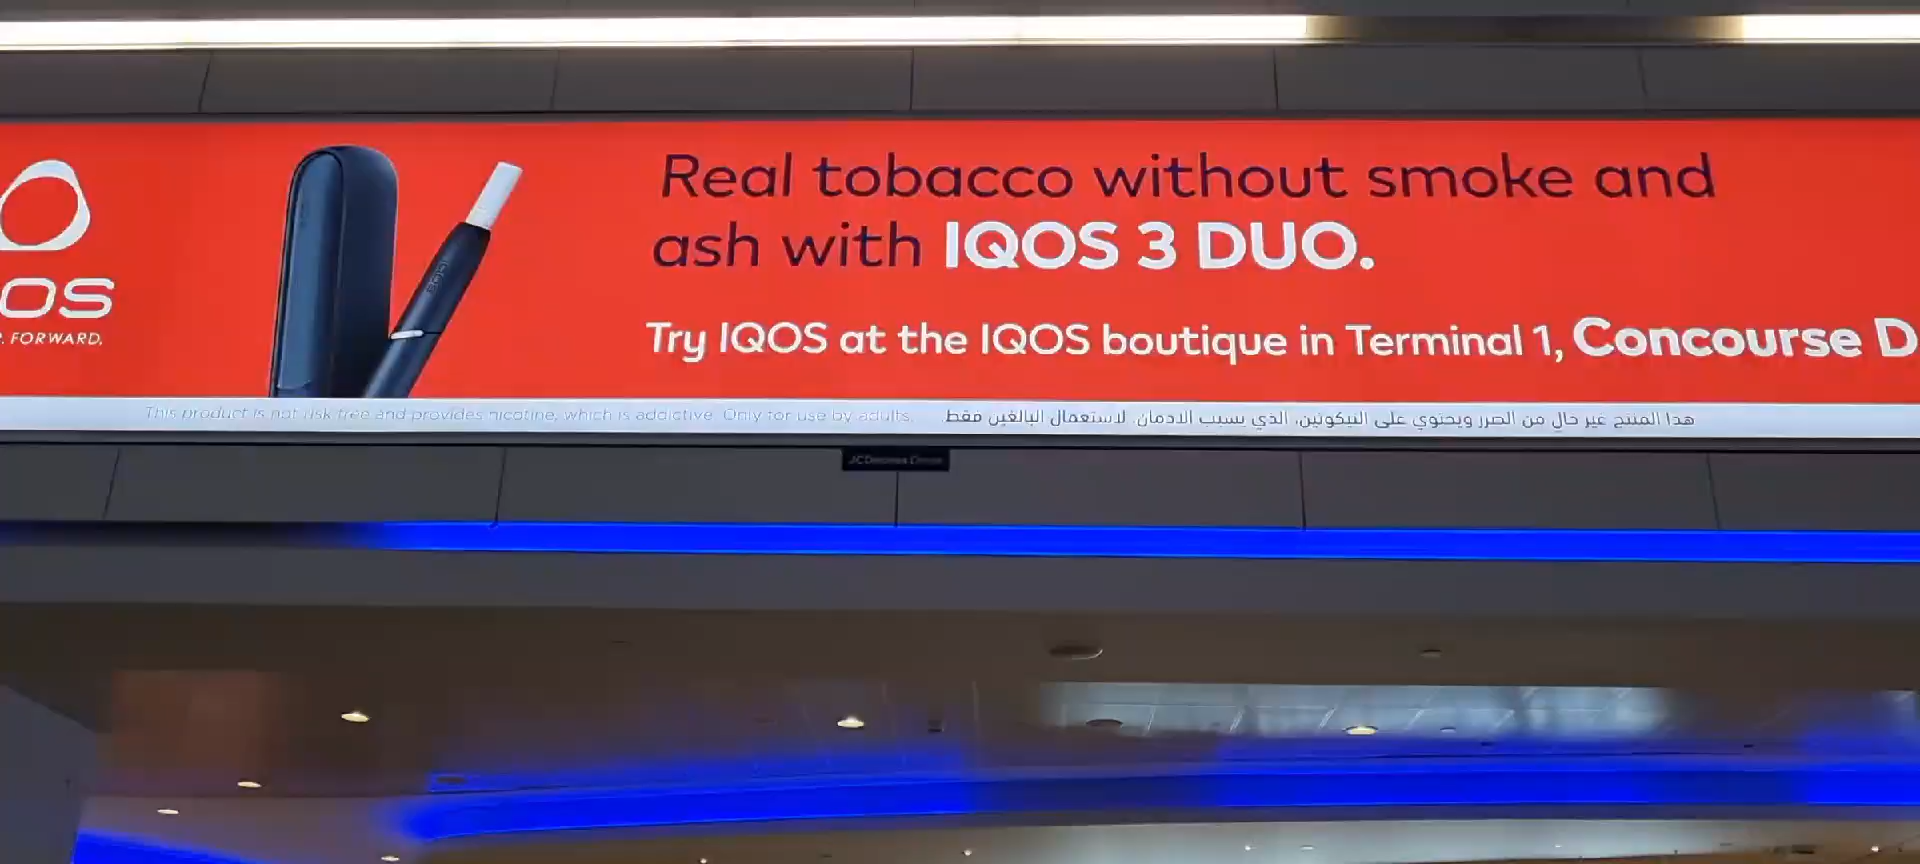 OS
. FORWARD.
IQOS
Real tobacco without smoke and
ash with IQOS 3 DUO.
Try IQOS at the IQOS boutique in Terminal 1, Concourse D
This product is not risk free and provides nicotine, which is addictive. Only for use by adults.
هذا المنتج غير خالٍ من الضرر ويحتوي على النيكوتين، الذي يسبب الادمان. لاستعمال البالغين فقط
JCDecaux